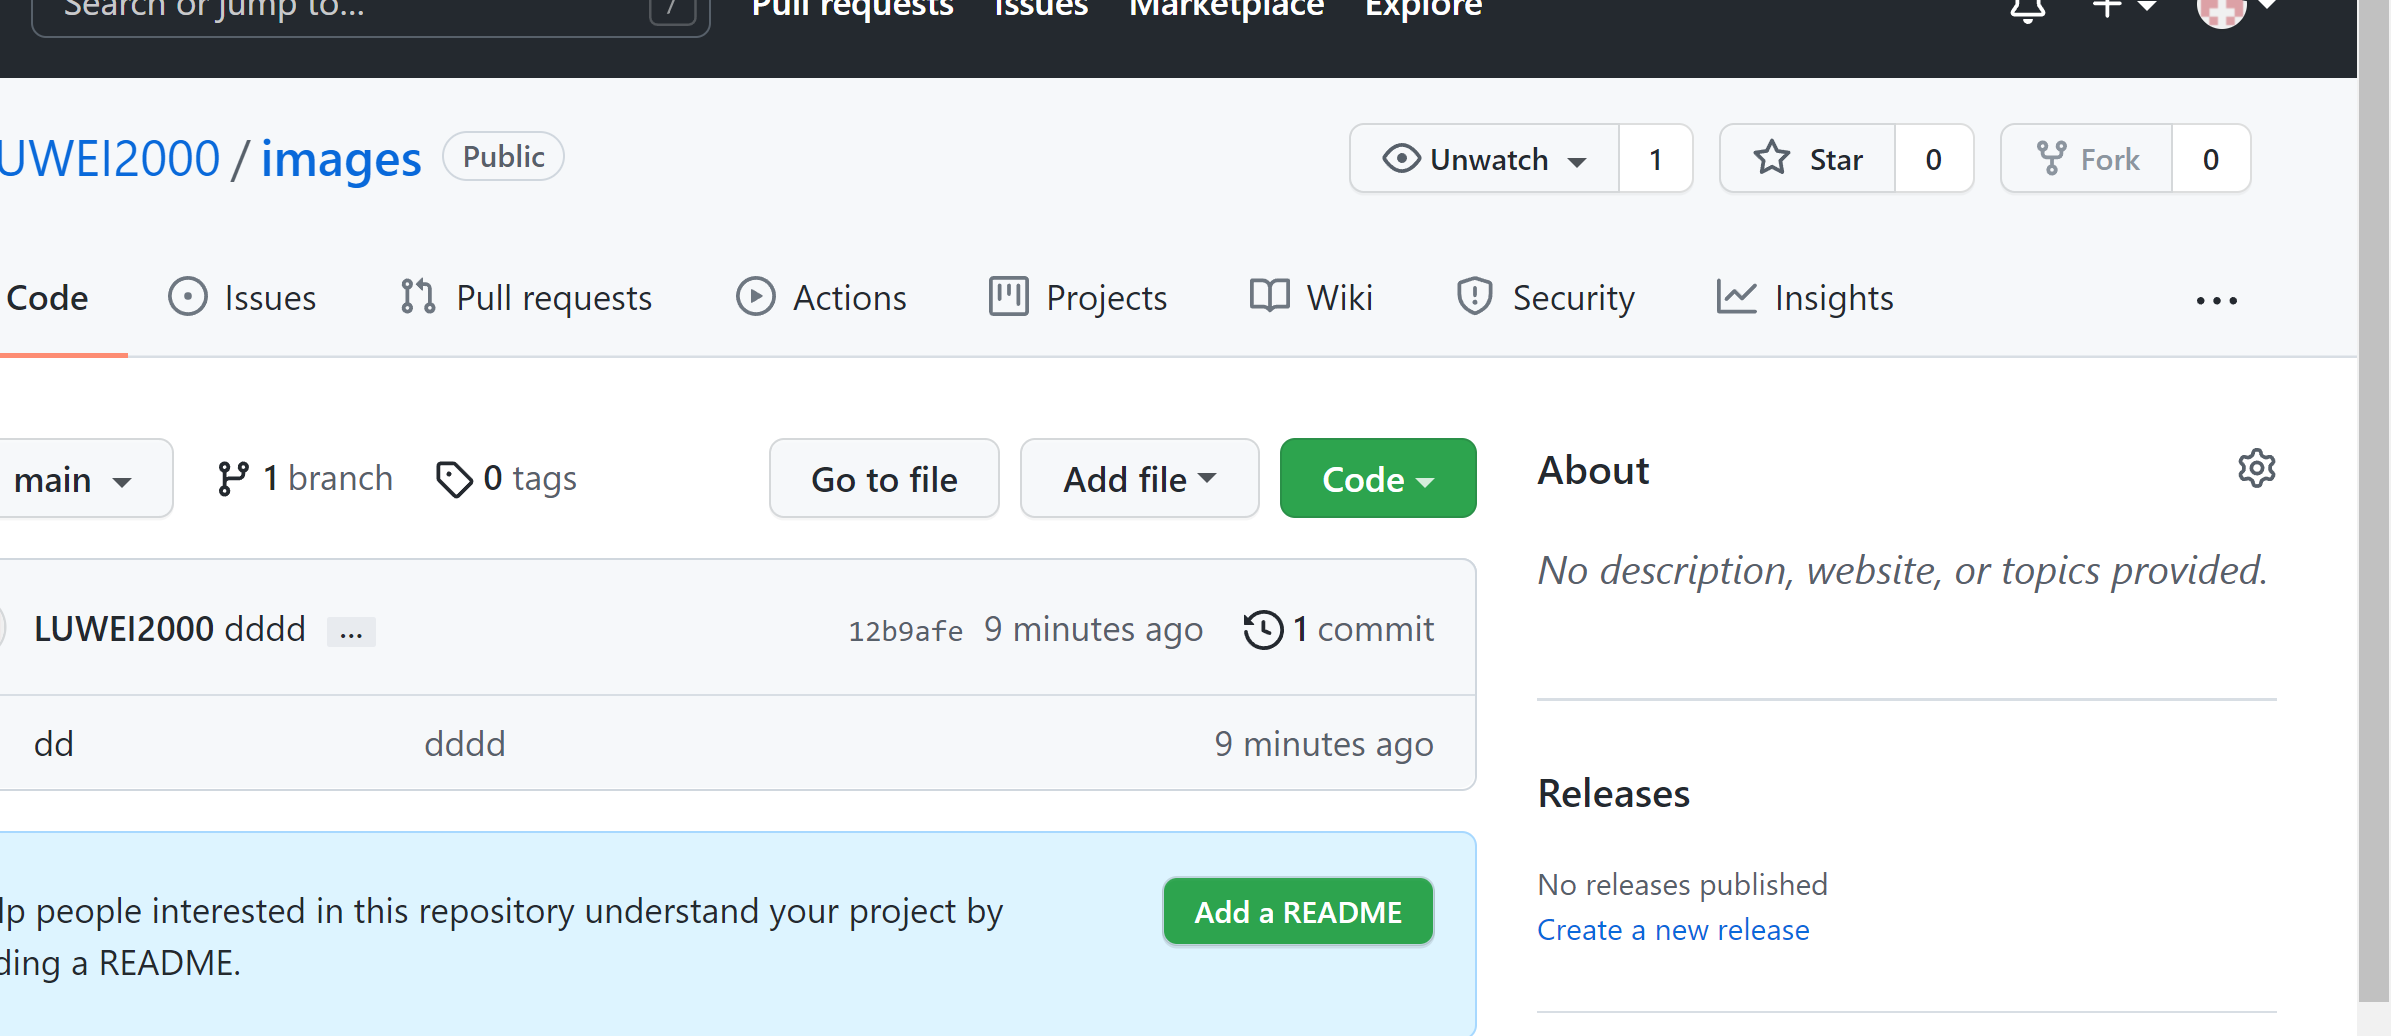 Search or jump to... /
Pull requests Issues Marketplace Explore
UWEI2000 / images Public
Unwatch 1 Star 0 Fork 0
Code Issues Pull requests Actions Projects Wiki Security Insights ...
main 1 branch 0 tags Go to file Add file Code
LUWEI2000 dddd ... 12b9afe 9 minutes ago 1 commit
dd dddd 9 minutes ago
lp people interested in this repository understand your project by
ding a README.
Add a README
About
No description, website, or topics provided.
Releases
No releases published
Create a new release